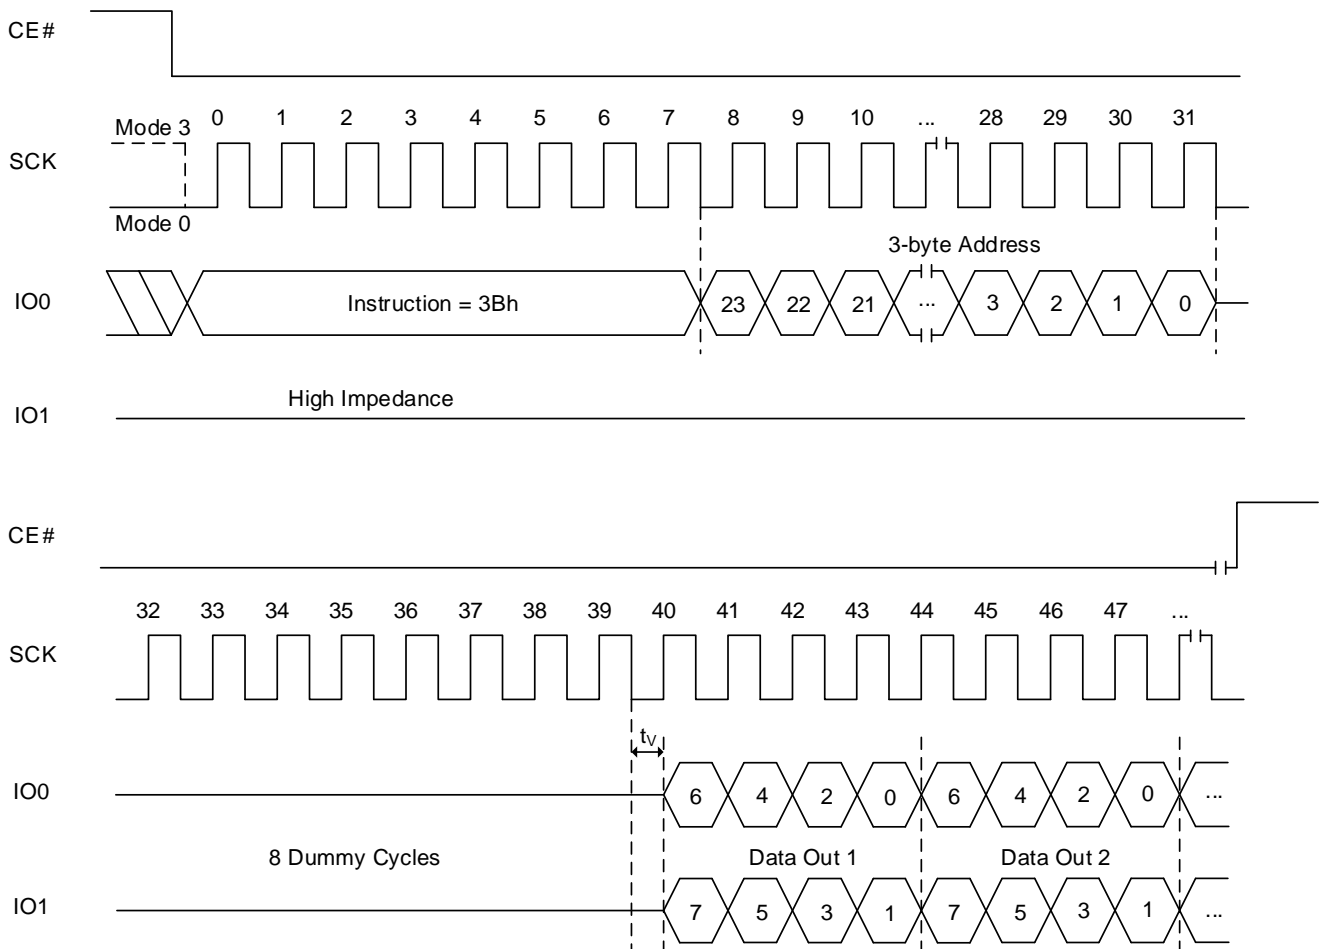 CE#
Mode 3 0 1 2 3 4 5 6 7 8 9 10 ... 28 29 30 31
SCK
Mode 0
3-byte Address
IO0 Instruction = 3Bh 23 22 21 ... 3 2 1 0
High Impedance
IO1
CE#
32 33 34 35 36 37 38 39 40 41 42 43 44 45 46 47 ...
SCK
tV
IO0 6 4 2 0 6 4 2 0 ...
8 Dummy Cycles Data Out 1 Data Out 2
IO1 7 5 3 1 7 5 3 1 ...